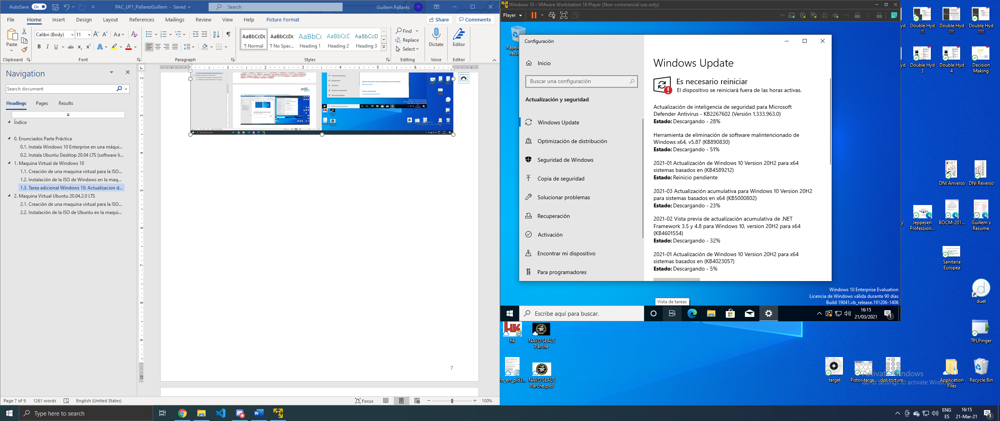 AutoSave On PAC_UF1_PallaresGuillem - Saved Search Guillem Pallarés
File Home Insert Design Layout References Mailings Review View Help Picture Format Share Comments
Paste Calibri (Body) 11 Aa
AaBbCcDc AaBbCcDc AaBbCc AaBbCcD AaBbCcD
¶ Normal ¶ No Spac... Heading 1 Heading 2 Heading 3
Find
Replace
Select
Dictate Editor
Clipboard Font Paragraph Styles Editing Voice Editor
Navigation
Search document
Headings Pages Results
Índice
0. Enunciados Parte Práctica
0.1. Instala Windows 10 Enterprise en una máqui...
0.2. Instala Ubuntu Desktop 20.04 LTS (software li...
1. Maquina Virtual de Windows 10
1.1. Creación de una maquina virtual para la ISO...
1.2. Instalación de la ISO de Windows en la maq...
1.3. Tarea adicional Windows 10: Actualizacion d...
2. Maquina Virtual Ubuntu 20.04.2.0 LTS
2.1. Creación de una maquina virtual para la ISO...
2.2. Instalación de la ISO de Ubuntu en la maqui...
7
Page 7 of 9 1261 words English (United States) Focus 100%
Windows 10 - VMware Workstation 16 Player (Non-commercial use only)
Player
Configuración
Inicio
Buscar una configuración
Actualización y seguridad
Windows Update
Optimización de distribución
Seguridad de Windows
Copia de seguridad
Solucionar problemas
Recuperación
Activación
Encontrar mi dispositivo
Para programadores
Windows Update
Es necesario reiniciar
El dispositivo se reiniciará fuera de las horas activas.
Actualización de inteligencia de seguridad para Microsoft
Defender Antivirus - KB2267602 (Versión 1.333.963.0)
Estado: Descargando - 28%
Herramienta de eliminación de software malintencionado de
Windows x64, v5.87 (KB890830)
Estado: Descargando - 51%
2021-01 Actualización de Windows 10 Version 20H2 para x64
sistemas basados en (KB4589212)
Estado: Reinicio pendiente
2021-03 Actualización acumulativa para Windows 10 Version 20H2
para sistemas basados en x64 (KB5000802)
Estado: Descargando - 23%
2021-02 Vista previa de actualización acumulativa de .NET
Framework 3.5 y 4.8 para Windows 10, version 20H2 para x64
(KB4601554)
Estado: Descargando - 32%
2021-01 Actualización de Windows 10 Version 20H2 para x64
sistemas basados en (KB4023057)
Estado: Descargando - 5%
Windows 10 Enterprise Evaluation
Licencia de Windows válida durante 90 días
Build 19041.vb_release.191206-1406
Vista de tareas
Escribe aquí para buscar.
16:15
21/03/2021
1
Double Hyd !!!
Double Hyd !!!!
Double Hyd !!!!!
Double Hyd 3
Double Hyd 4
Decision Making
DNI Anverso
DNI Reverso
Jeppesen Profession...
BOCM-201...
Guillem's Resume
Sanitaria Europea
duet
TPLPinger
hk
NAVO SEALS Parche
hs_err_pid3...
NAVO SEALS Parche.psd
target
Pistol-targe...
dot-torture...
Application Files
Recycle Bin
Activate Windows
Go to Settings to activate Windows.
Type here to search
ENG
ES
16:15
21-Mar-21
3